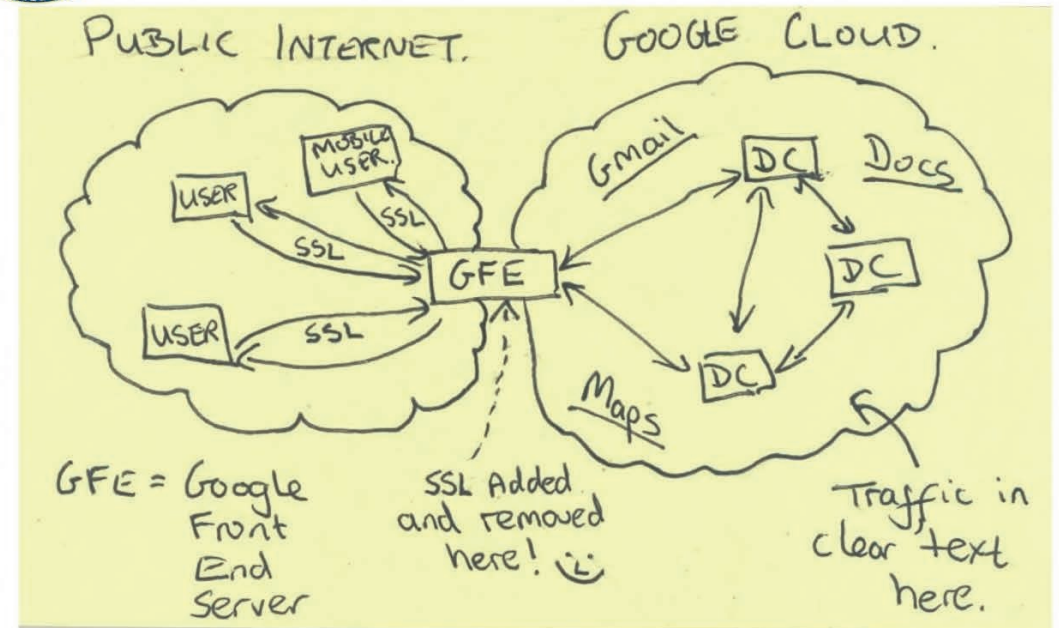 PUBLIC INTERNET.
GOOGLE CLOUD.
MOBILE
USER.
USER
SSL
SSL
USER
SSL
GFE
Gmail
DC
Docs
DC
DC
Maps
GFE = Google
Front
End
Server
SSL Added
and removed
here!
Traffic in
clear text
here.